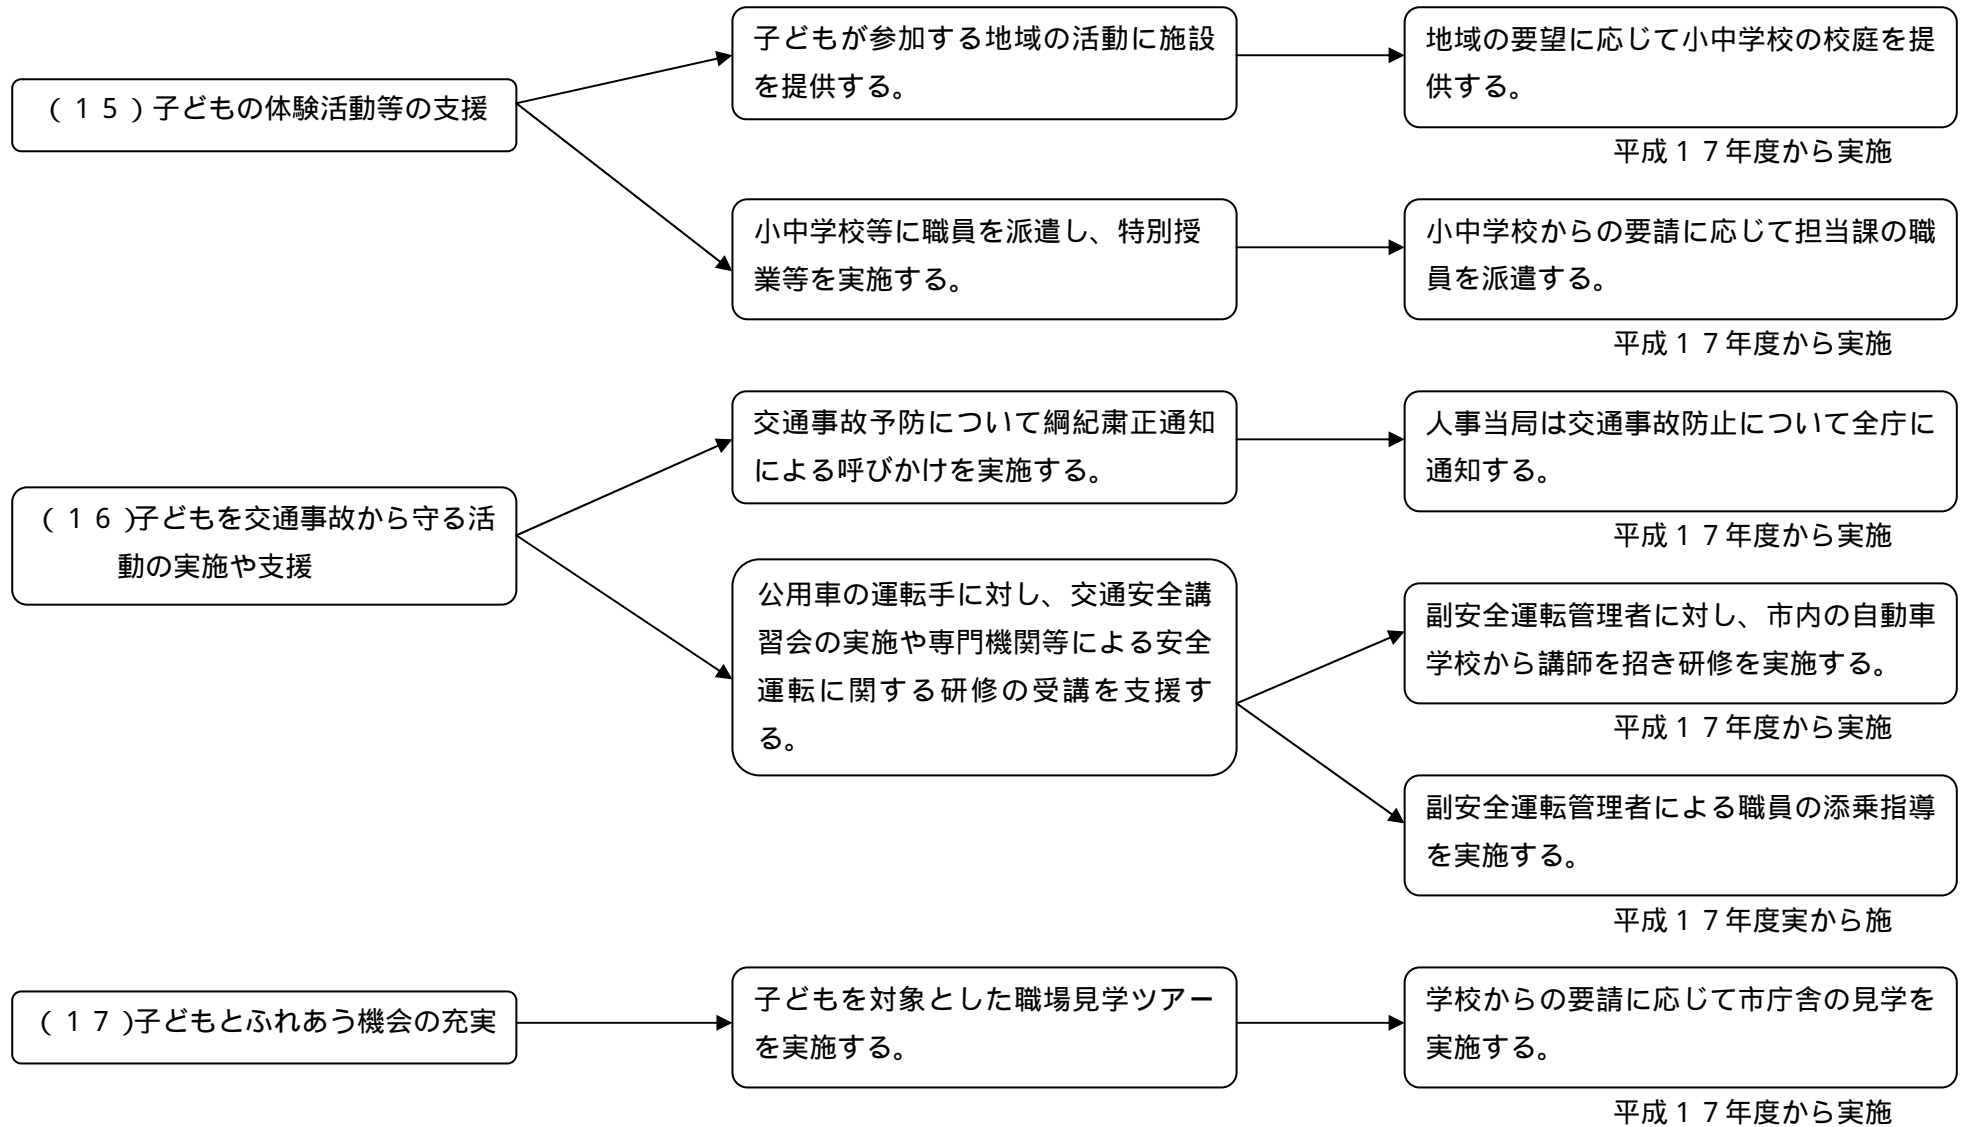 （１５）子どもの体験活動等の支援
子どもが参加する地域の活動に施設
を提供する。
地域の要望に応じて小中学校の校庭を提
供する。
平成１７年度から実施
小中学校等に職員を派遣し、特別授
業等を実施する。
小中学校からの要請に応じて担当課の職
員を派遣する。
平成１７年度から実施
（１６）子どもを交通事故から守る活
動の実施や支援
交通事故予防について綱紀粛正通知
による呼びかけを実施する。
人事当局は交通事故防止について全庁に
通知する。
平成１７年度から実施
公用車の運転手に対し、交通安全講
習会の実施や専門機関等による安全
運転に関する研修の受講を支援す
る。
副安全運転管理者に対し、市内の自動車
学校から講師を招き研修を実施する。
平成１７年度から実施
副安全運転管理者による職員の添乗指導
を実施する。
平成１７年度実から施
（１７）子どもとふれあう機会の充実
子どもを対象とした職場見学ツアー
を実施する。
学校からの要請に応じて市庁舎の見学を
実施する。
平成１７年度から実施